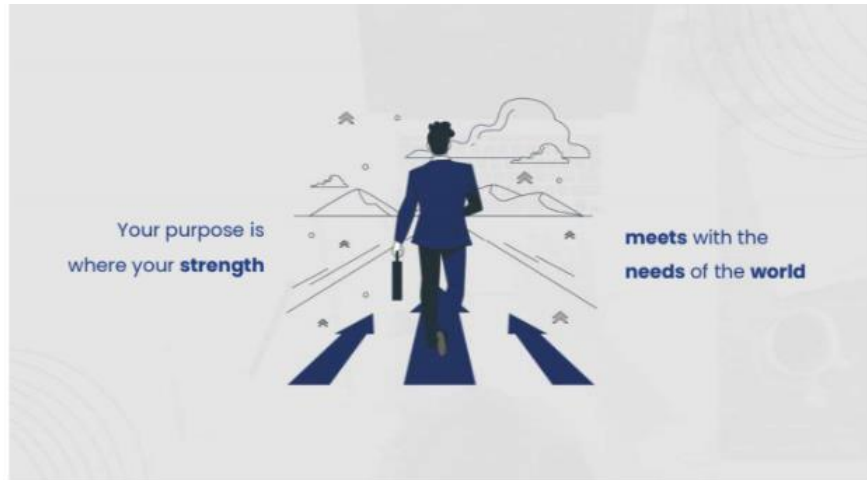 Your purpose is
where your strength
meets with the
needs of the world